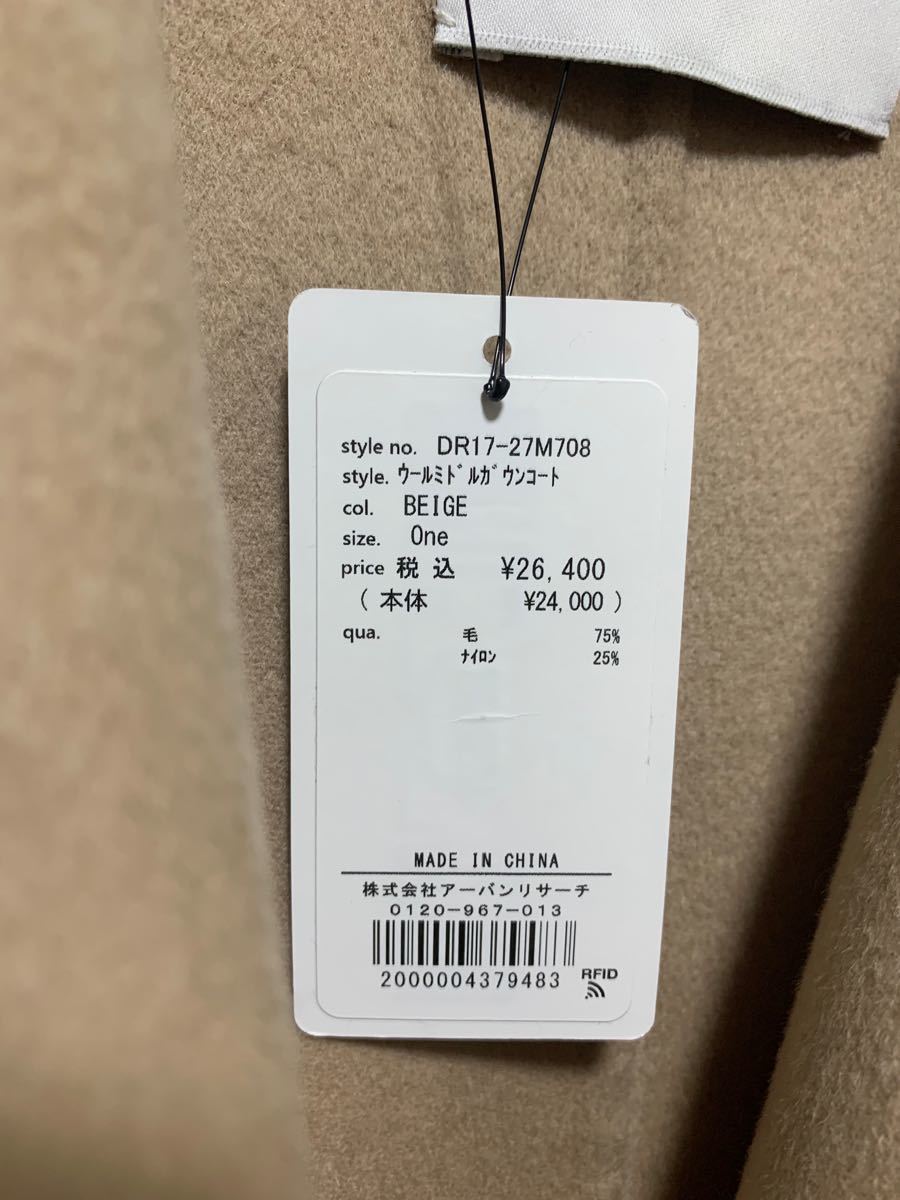 style no. DR17-27M708
style. ｳｰﾙﾐﾄﾞﾙｶﾞｳﾝｺｰﾄ
col. BEIGE
size. One
price 税込 ¥26,400
(本体 ¥24,000)
qua. 毛 75%
ﾅｲﾛﾝ 25%
MADE IN CHINA
株式会社アーバンリサーチ
0120-967-013
2000004379483
RFID